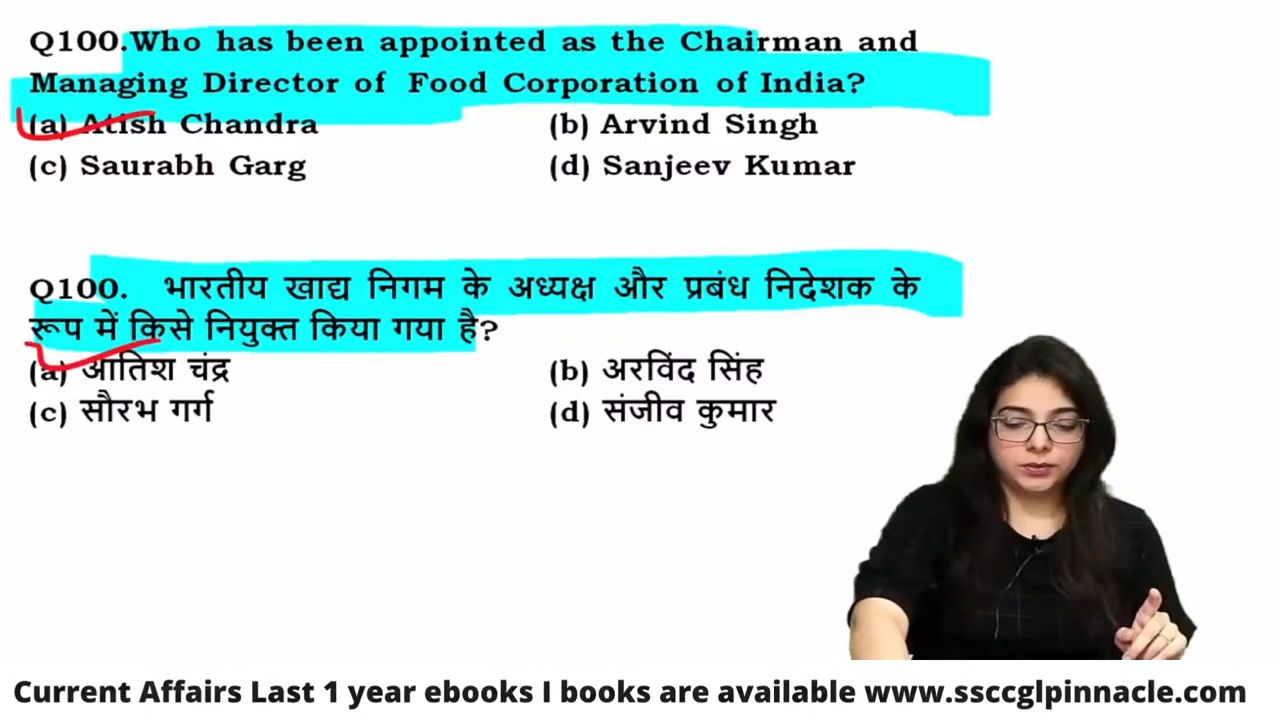 Q100.Who has been appointed as the Chairman and
Managing Director of Food Corporation of India?
(a) Atish Chandra (b) Arvind Singh
(c) Saurabh Garg (d) Sanjeev Kumar
Q100. भारतीय खाद्य निगम के अध्यक्ष और प्रबंध निदेशक के
रूप में किसे नियुक्त किया गया है?
(a) आतिश चंद्र (b) अरविंद सिंह
(c) सौरभ गर्ग (d) संजीव कुमार
Current Affairs Last 1 year ebooks I books are available www.ssccglpinnacle.com